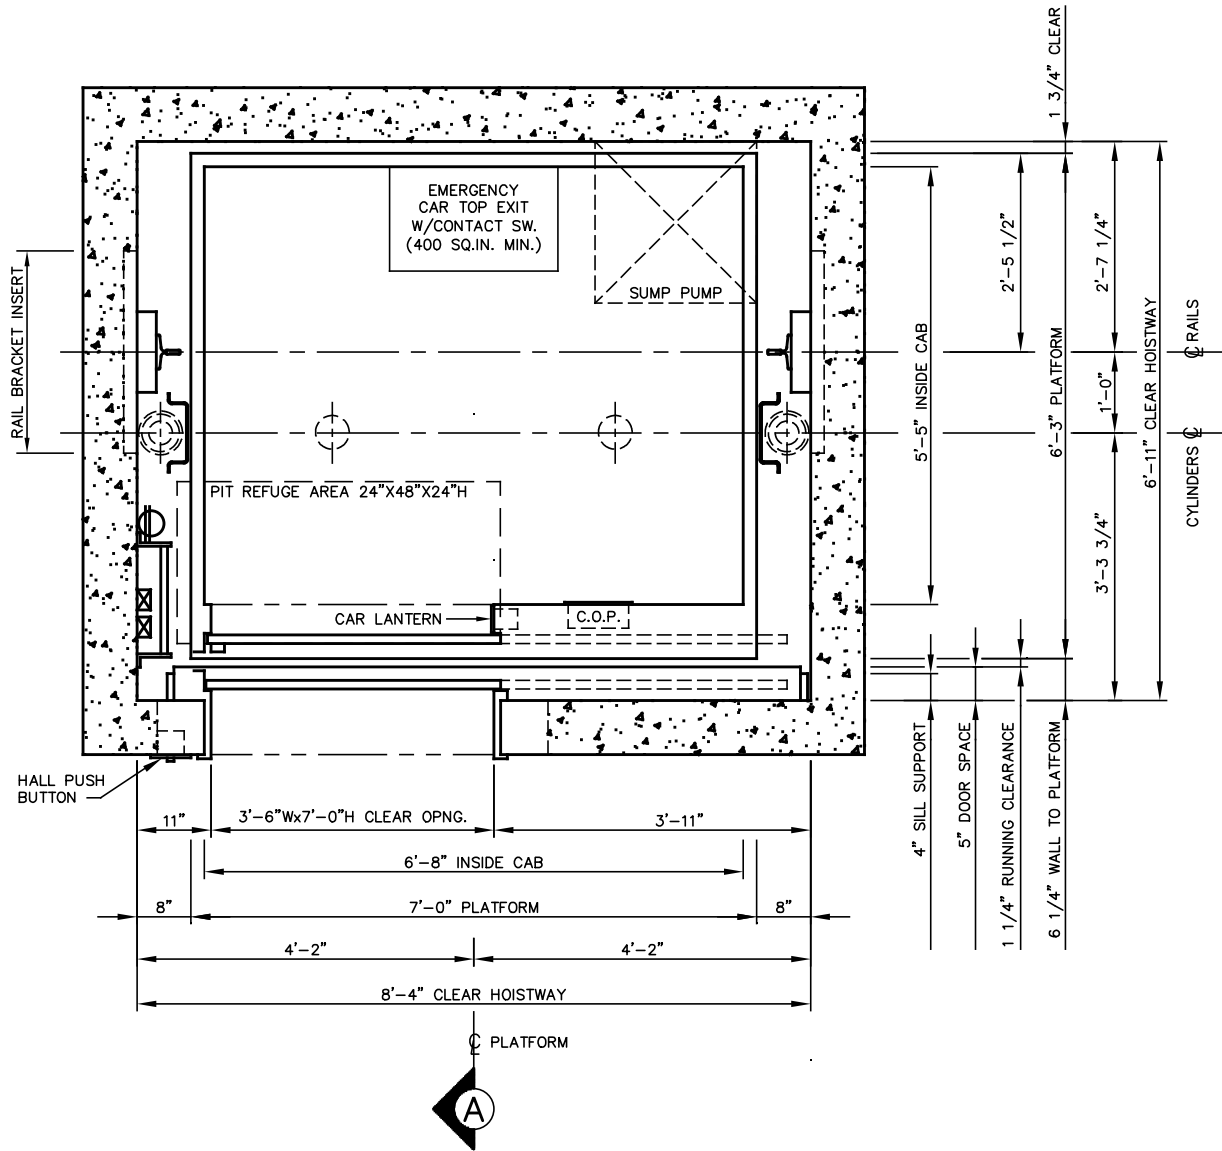 1 3/4" CLEAR
EMERGENCY
CAR TOP EXIT
W/CONTACT SW.
(400 SQ.IN. MIN.)
SUMP PUMP
RAIL BRACKET INSERT
2'-5 1/2"
2'-7 1/4"
5'-5" INSIDE CAB
6'-3" PLATFORM
1'-0"
6'-11" CLEAR HOISTWAY
℄ RAILS
CYLINDERS ℄
3'-3 3/4"
PIT REFUGE AREA 24"X48"X24"H
CAR LANTERN
C.O.P.
HALL PUSH
BUTTON
4" SILL SUPPORT
5" DOOR SPACE
1 1/4" RUNNING CLEARANCE
6 1/4" WALL TO PLATFORM
11"
3'-6"Wx7'-0"H CLEAR OPNG.
3'-11"
6'-8" INSIDE CAB
8"
7'-0" PLATFORM
8"
4'-2"
4'-2"
8'-4" CLEAR HOISTWAY
℄ PLATFORM
A